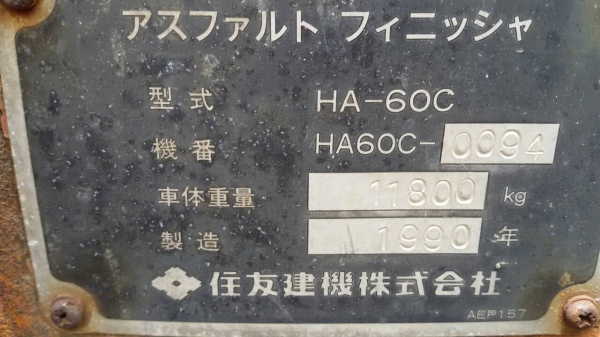 アスファルト フィニッシャ
型式 HA-60C
機番 HA60C-0094
車体重量 11800 kg
製造 1990 年
住友建機株式会社
AEP157